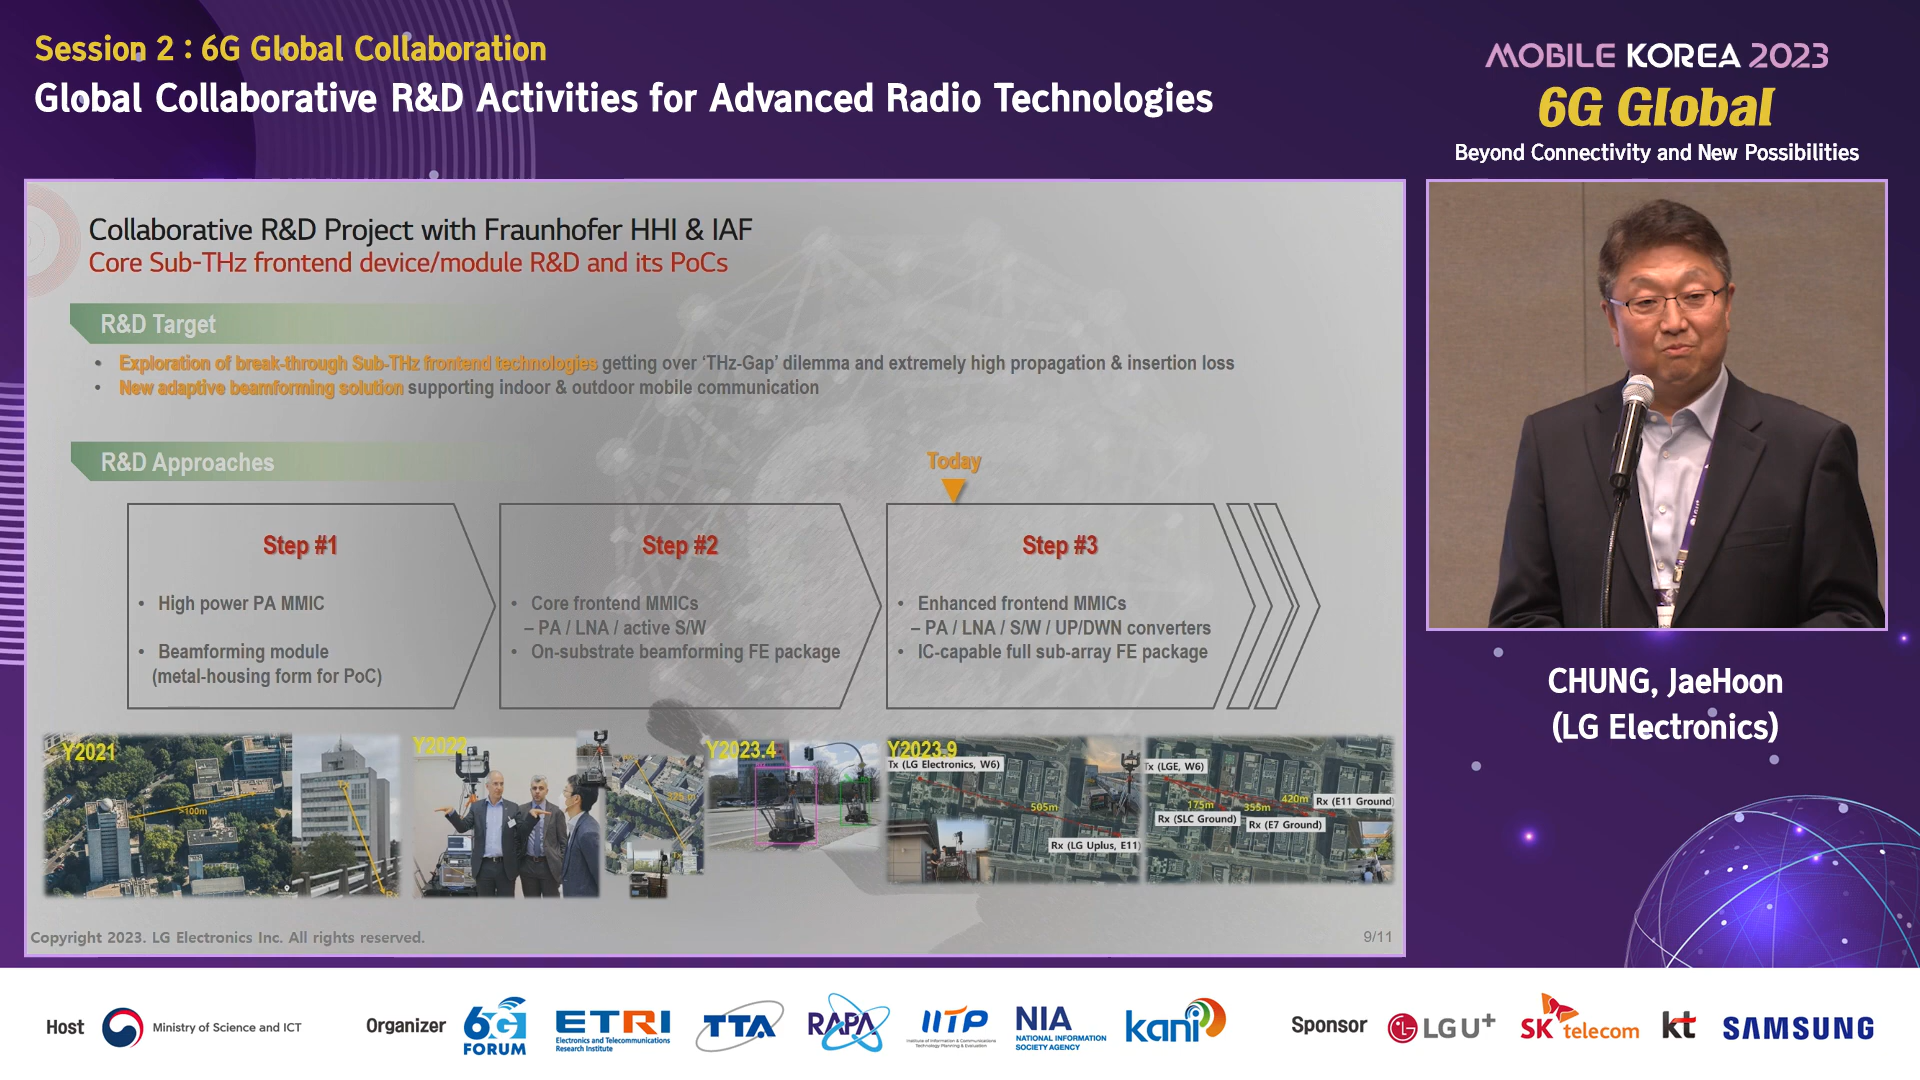 Session 2 : 6G Global Collaboration
Global Collaborative R&D Activities for Advanced Radio Technologies
MOBILE KOREA 2023
6G Global
Beyond Connectivity and New Possibilities
Collaborative R&D Project with Fraunhofer HHI & IAF
Core Sub-THz frontend device/module R&D and its PoCs
R&D Target
• Exploration of break-through Sub-THz frontend technologies getting over ‘THz-Gap’ dilemma and extremely high propagation & insertion loss
• New adaptive beamforming solution supporting indoor & outdoor mobile communication
R&D Approaches
Today
Step #1
• High power PA MMIC
• Beamforming module
(metal-housing form for PoC)
Step #2
• Core frontend MMICs
– PA / LNA / active S/W
• On-substrate beamforming FE package
Step #3
• Enhanced frontend MMICs
– PA / LNA / S/W / UP/DWN converters
• IC-capable full sub-array FE package
Y2021
>100m
Y2022
Y2023.4
Y2023.9
Tx (LG Electronics, W6)
505m
Rx (LG Uplus, E11)
Tx (LGE, W6)
175m
355m
420m
Rx (E11 Ground)
Rx (SLC Ground)
Rx (E7 Ground)
Copyright 2023. LG Electronics Inc. All rights reserved.
9/11
CHUNG, JaeHoon
(LG Electronics)
Host
Ministry of Science and ICT
Organizer
6G FORUM
ETRI
Electronics and Telecommunications
Research Institute
TTA
RAPA
IITP
Institute of Information & Communications
Technology Planning & Evaluation
NIA
NATIONAL INFORMATION
SOCIETY AGENCY
kani
Sponsor
LG U+
SK telecom
kt
SAMSUNG